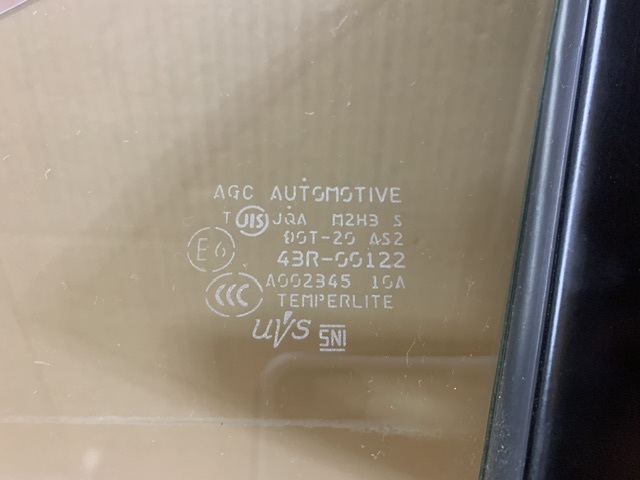 AGC AUTOMOTIVE
T JIS JQA M2H3 S
DOT-20 AS2
E6 43R-00122
CCC A002345 10A
TEMPERLITE
UVS SNI